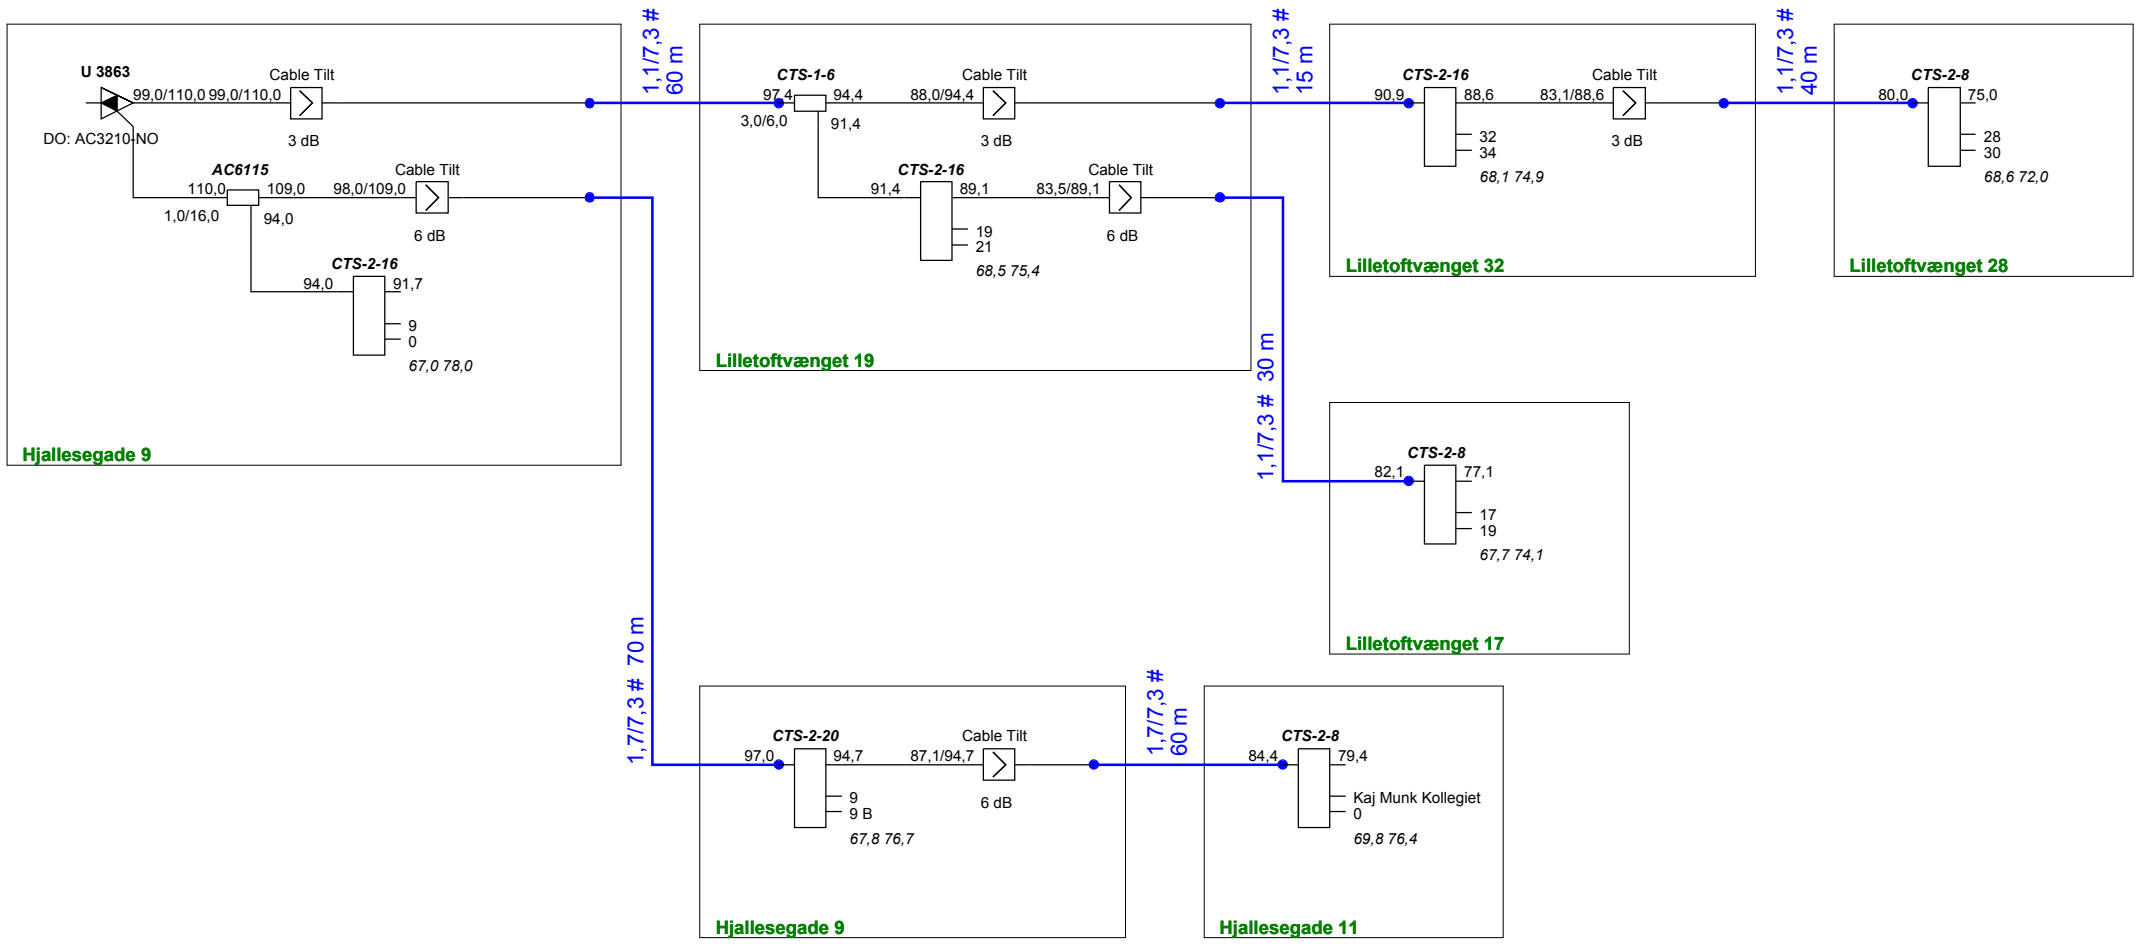 U 3863
99,0/110,0 99,0/110,0
Cable Tilt
3 dB
DO: AC3210-NO
AC6115
110,0
109,0
1,0/16,0
94,0
98,0/109,0
Cable Tilt
6 dB
CTS-2-16
94,0
91,7
9
0
67,0 78,0
Hjallesegade 9
1,1/7,3 #
60 m
CTS-1-6
97,4
94,4
3,0/6,0
91,4
88,0/94,4
Cable Tilt
3 dB
CTS-2-16
91,4
89,1
19
21
68,5 75,4
83,5/89,1
Cable Tilt
6 dB
Lilletoftvænget 19
1,1/7,3 #
15 m
CTS-2-16
90,9
88,6
32
34
68,1 74,9
83,1/88,6
Cable Tilt
3 dB
Lilletoftvænget 32
1,1/7,3 #
40 m
CTS-2-8
80,0
75,0
28
30
68,6 72,0
Lilletoftvænget 28
1,1/7,3 # 30 m
CTS-2-8
82,1
77,1
17
19
67,7 74,1
Lilletoftvænget 17
1,7/7,3 # 70 m
CTS-2-20
97,0
94,7
9
9 B
67,8 76,7
87,1/94,7
Cable Tilt
6 dB
Hjallesegade 9
1,7/7,3 #
60 m
CTS-2-8
84,4
79,4
Kaj Munk Kollegiet
0
69,8 76,4
Hjallesegade 11